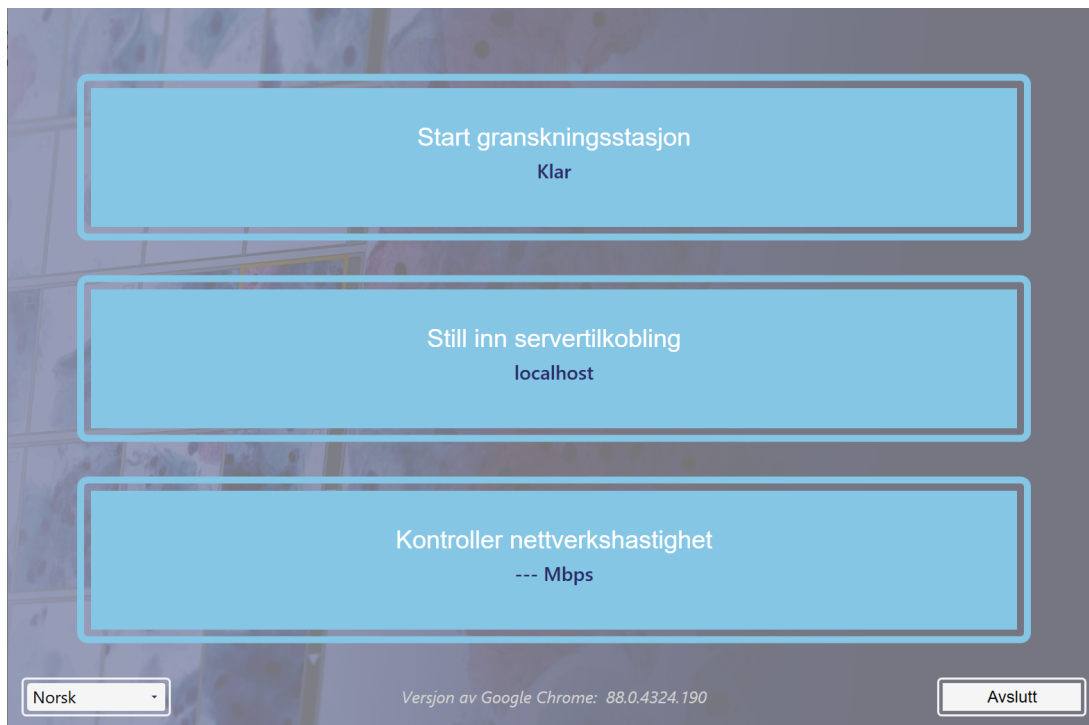 Start granskningsstasjon
Klar
Still inn servertilkobling
localhost
Kontroller nettverkshastighet
--- Mbps
Norsk
Versjon av Google Chrome: 88.0.4324.190
Avslutt